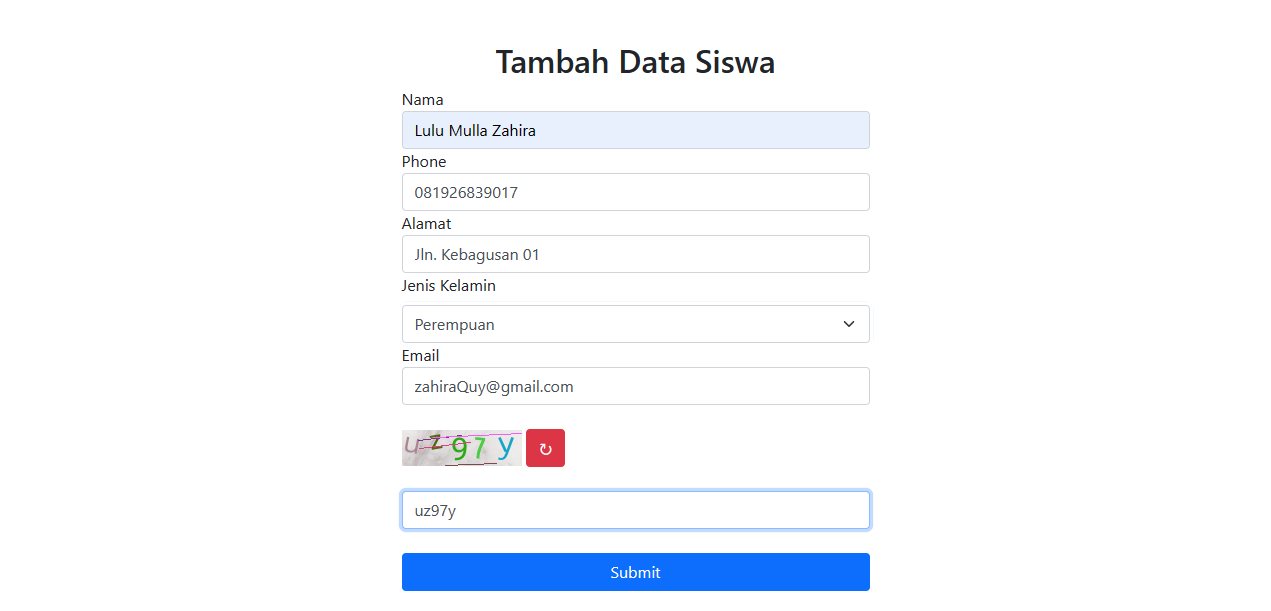 Tambah Data Siswa
Nama
Lulu Mulla Zahira
Phone
081926839017
Alamat
Jln. Kebagusan 01
Jenis Kelamin
Perempuan
Email
zahiraQuy@gmail.com
uz97y
uz97y
Submit